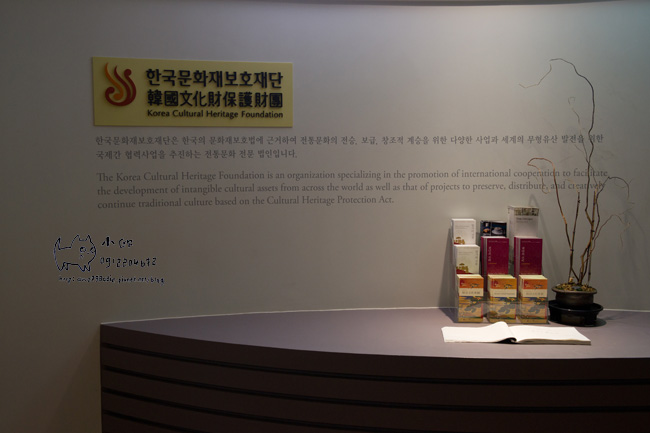 한국문화재보호재단
韓國文化財保護財團
Korea Cultural Heritage Foundation
한국문화재보호재단은 한국의 문화재보호법에 근거하여 전통문화의 전승, 보급, 창조적 계승을 위한 다양한 사업과 세계의 무형유산 발전을 위한
국제간 협력사업을 추진하는 전통문화 전문 법인입니다.
The Korea Cultural Heritage Foundation is an organization specializing in the promotion of international cooperation to facilitate
the development of intangible cultural assets from across the world as well as that of projects to preserve, distribute, and creatively
continue traditional culture based on the Cultural Heritage Protection Act.